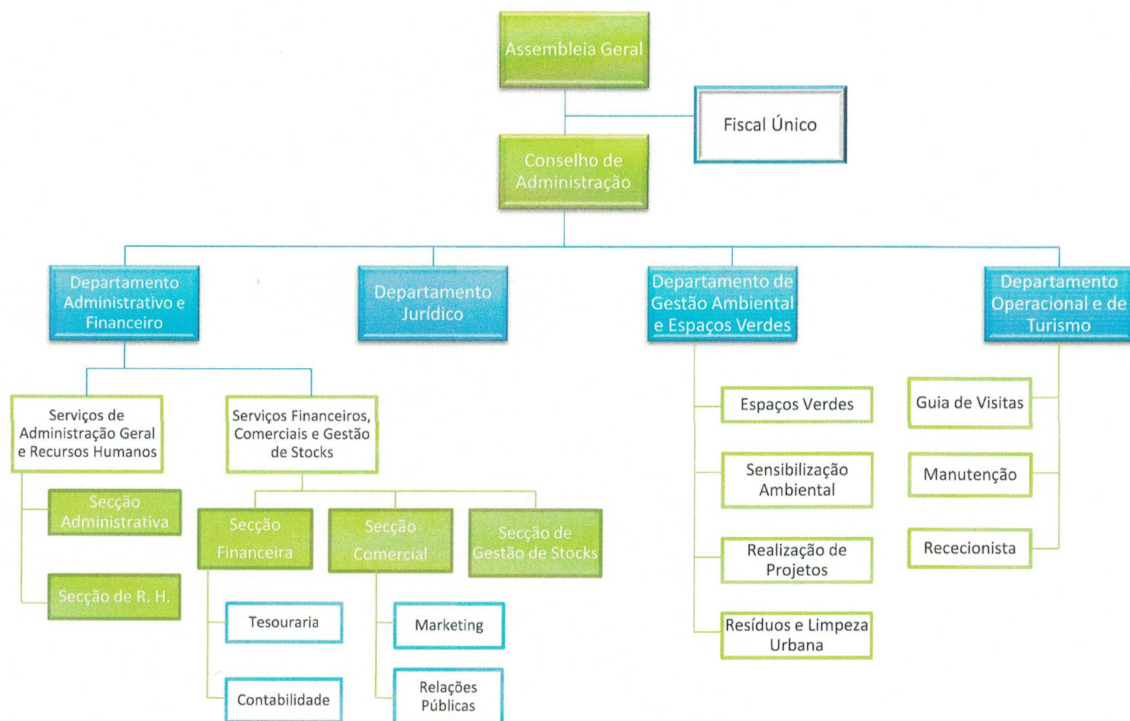 Assembleia Geral
Fiscal Único
Conselho de
Administração
Departamento
Administrativo e
Financeiro
Departamento
Jurídico
Departamento de
Gestão Ambiental
e Espaços Verdes
Departamento
Operacional e de
Turismo
Serviços de
Administração Geral
e Recursos Humanos
Serviços Financeiros,
Comerciais e Gestão
de Stocks
Secção
Administrativa
Secção de R. H.
Secção
Financeira
Secção
Comercial
Secção de
Gestão de Stocks
Tesouraria
Contabilidade
Marketing
Relações
Públicas
Espaços Verdes
Sensibilização
Ambiental
Realização de
Projetos
Resíduos e Limpeza
Urbana
Guia de Visitas
Manutenção
Rececionista